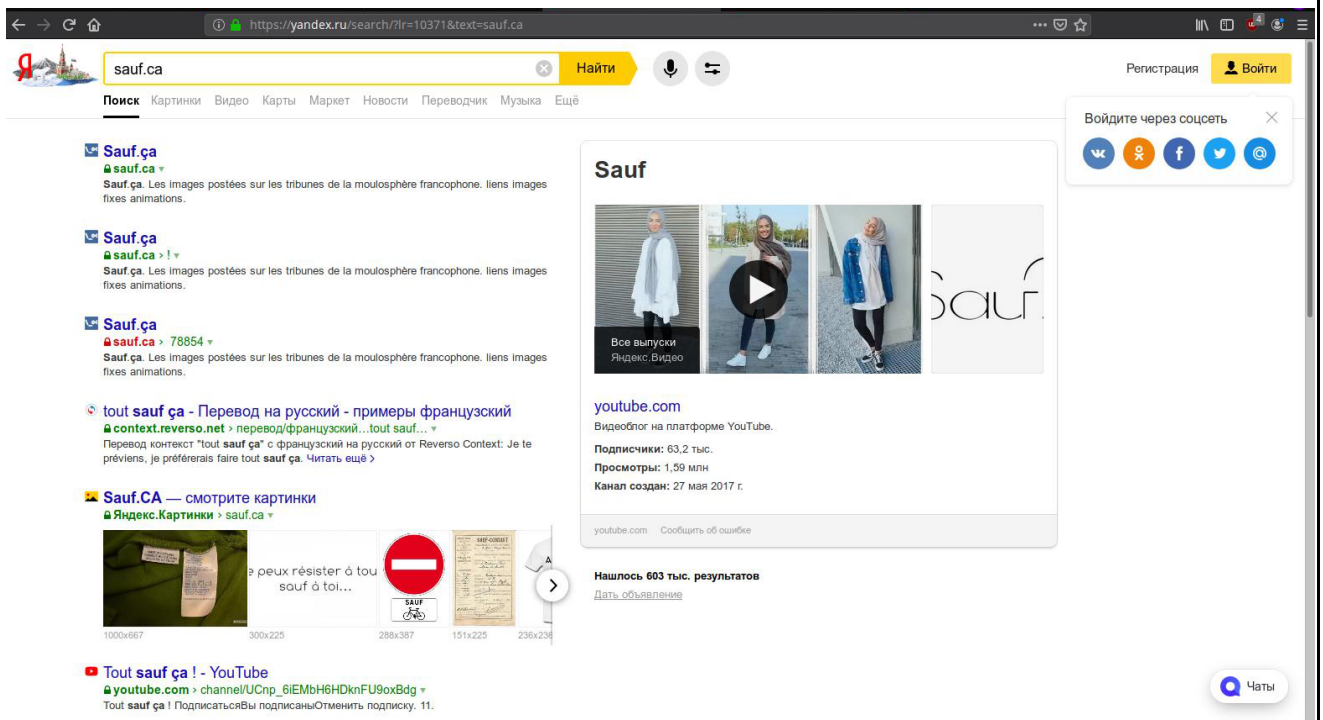 https://yandex.ru/search/?lr=10371&text=sauf.ca
4
Я
sauf.ca
Найти
Регистрация
Войти
Поиск Картинки Видео Карты Маркет Новости Переводчик Музыка Ещё
Войдите через соцсеть
Sauf.ça
sauf.ca
Sauf.ça. Les images postées sur les tribunes de la moulosphère francophone. liens images
fixes animations.
Sauf.ça
sauf.ca › !
Sauf.ça. Les images postées sur les tribunes de la moulosphère francophone. liens images
fixes animations.
Sauf.ça
sauf.ca › 78854
Sauf.ça. Les images postées sur les tribunes de la moulosphère francophone. liens images
fixes animations.
tout sauf ça - Перевод на русский - примеры французский
context.reverso.net › перевод/французский…tout sauf…
Перевод контекст "tout sauf ça" c французский на русский от Reverso Context: Je te
préviens, je préférerais faire tout sauf ça. Читать ещё >
Sauf.CA — смотрите картинки
Яндекс.Картинки › sauf.ca
peux résister à tou
sauf à toi...
SAUF
SAUF-CONDUIT
A
1000x667 300x225 288x387 151x225 236x236
Tout sauf ça ! - YouTube
youtube.com › channel/UCnp_6iEMbH6HDknFU9oxBdg
Tout sauf ça ! ПодписатьсяВы подписаныОтменить подписку. 11.
Sauf
Все выпуски
Яндекс.Видео
youtube.com
Видеоблог на платформе YouTube.
Подписчики: 63,2 тыс.
Просмотры: 1,59 млн
Канал создан: 27 мая 2017 г.
youtube.com Сообщить об ошибке
Нашлось 603 тыс. результатов
Дать объявление
Чаты